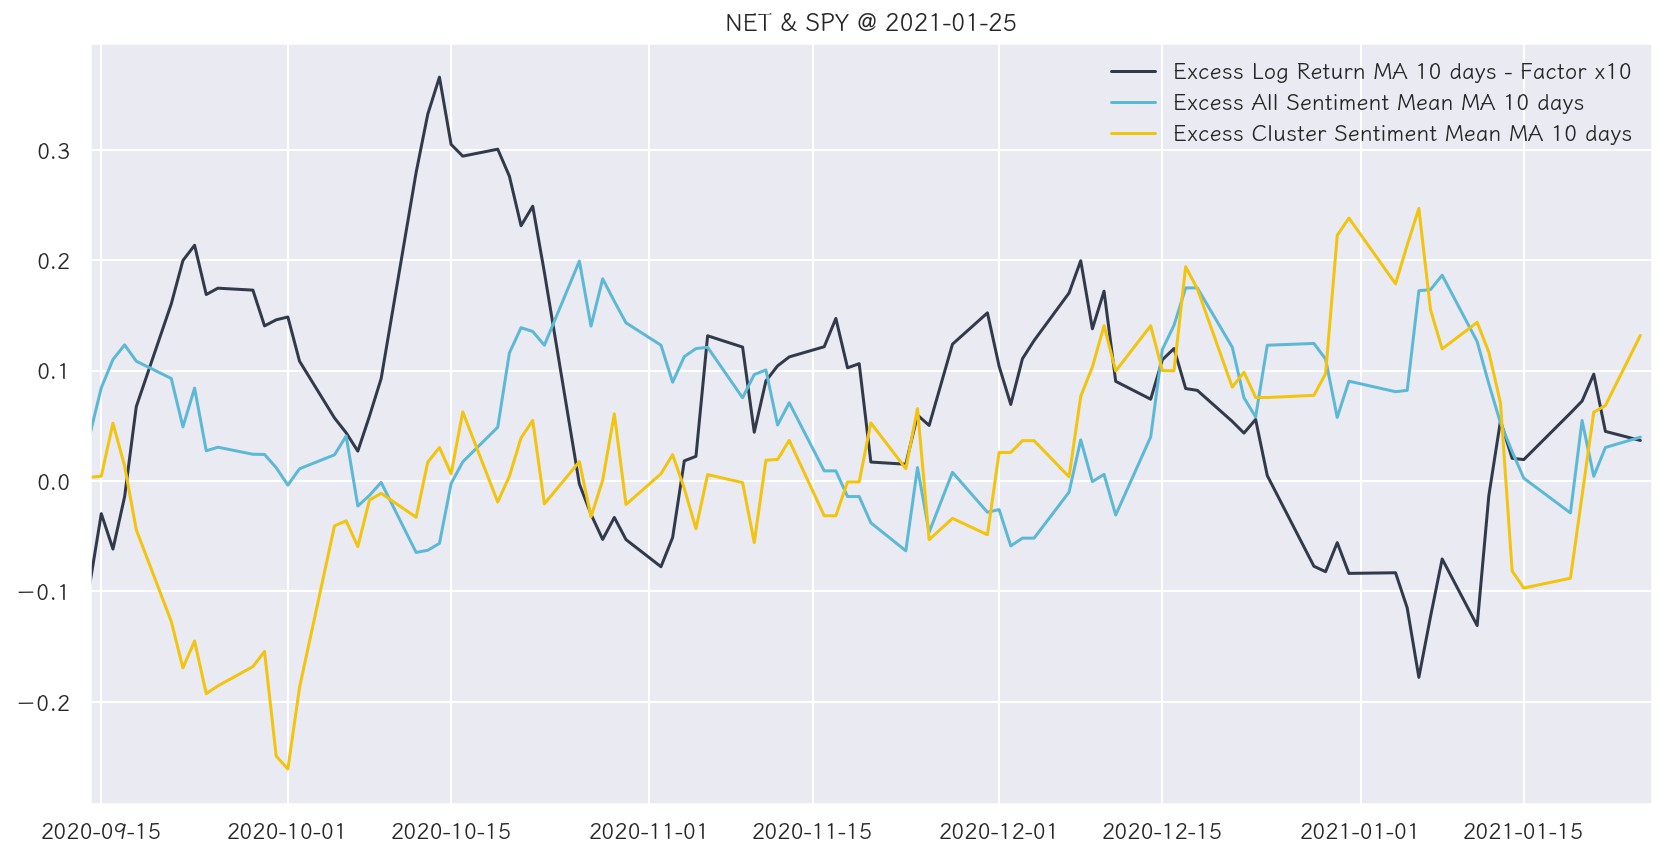 NET & SPY @ 2021-01-25
Excess Log Return MA 10 days - Factor x10
Excess All Sentiment Mean MA 10 days
Excess Cluster Sentiment Mean MA 10 days
0.3
0.2
0.1
0.0
−0.1
−0.2
2020-09-15 2020-10-01 2020-10-15 2020-11-01 2020-11-15 2020-12-01 2020-12-15 2021-01-01 2021-01-15